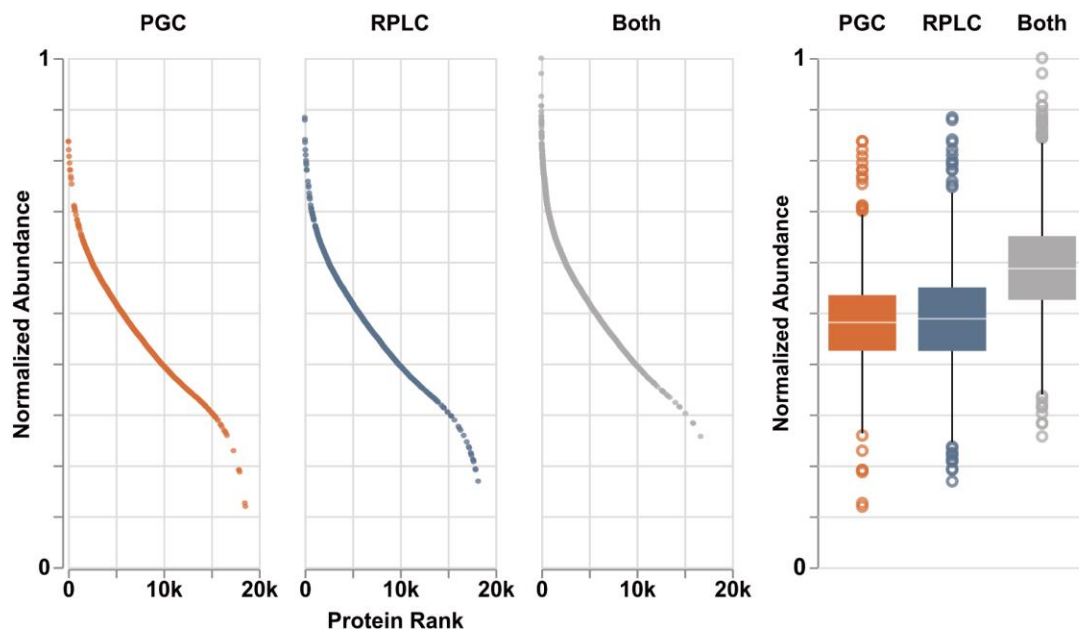 PGC RPLC Both PGC RPLC Both
1 1
Normalized Abundance Normalized Abundance
0 0
0 10k 20k 0 10k 20k 0 10k 20k
Protein Rank